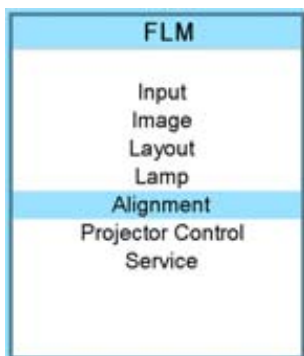 FLM
Input
Image
Layout
Lamp
Alignment
Projector Control
Service